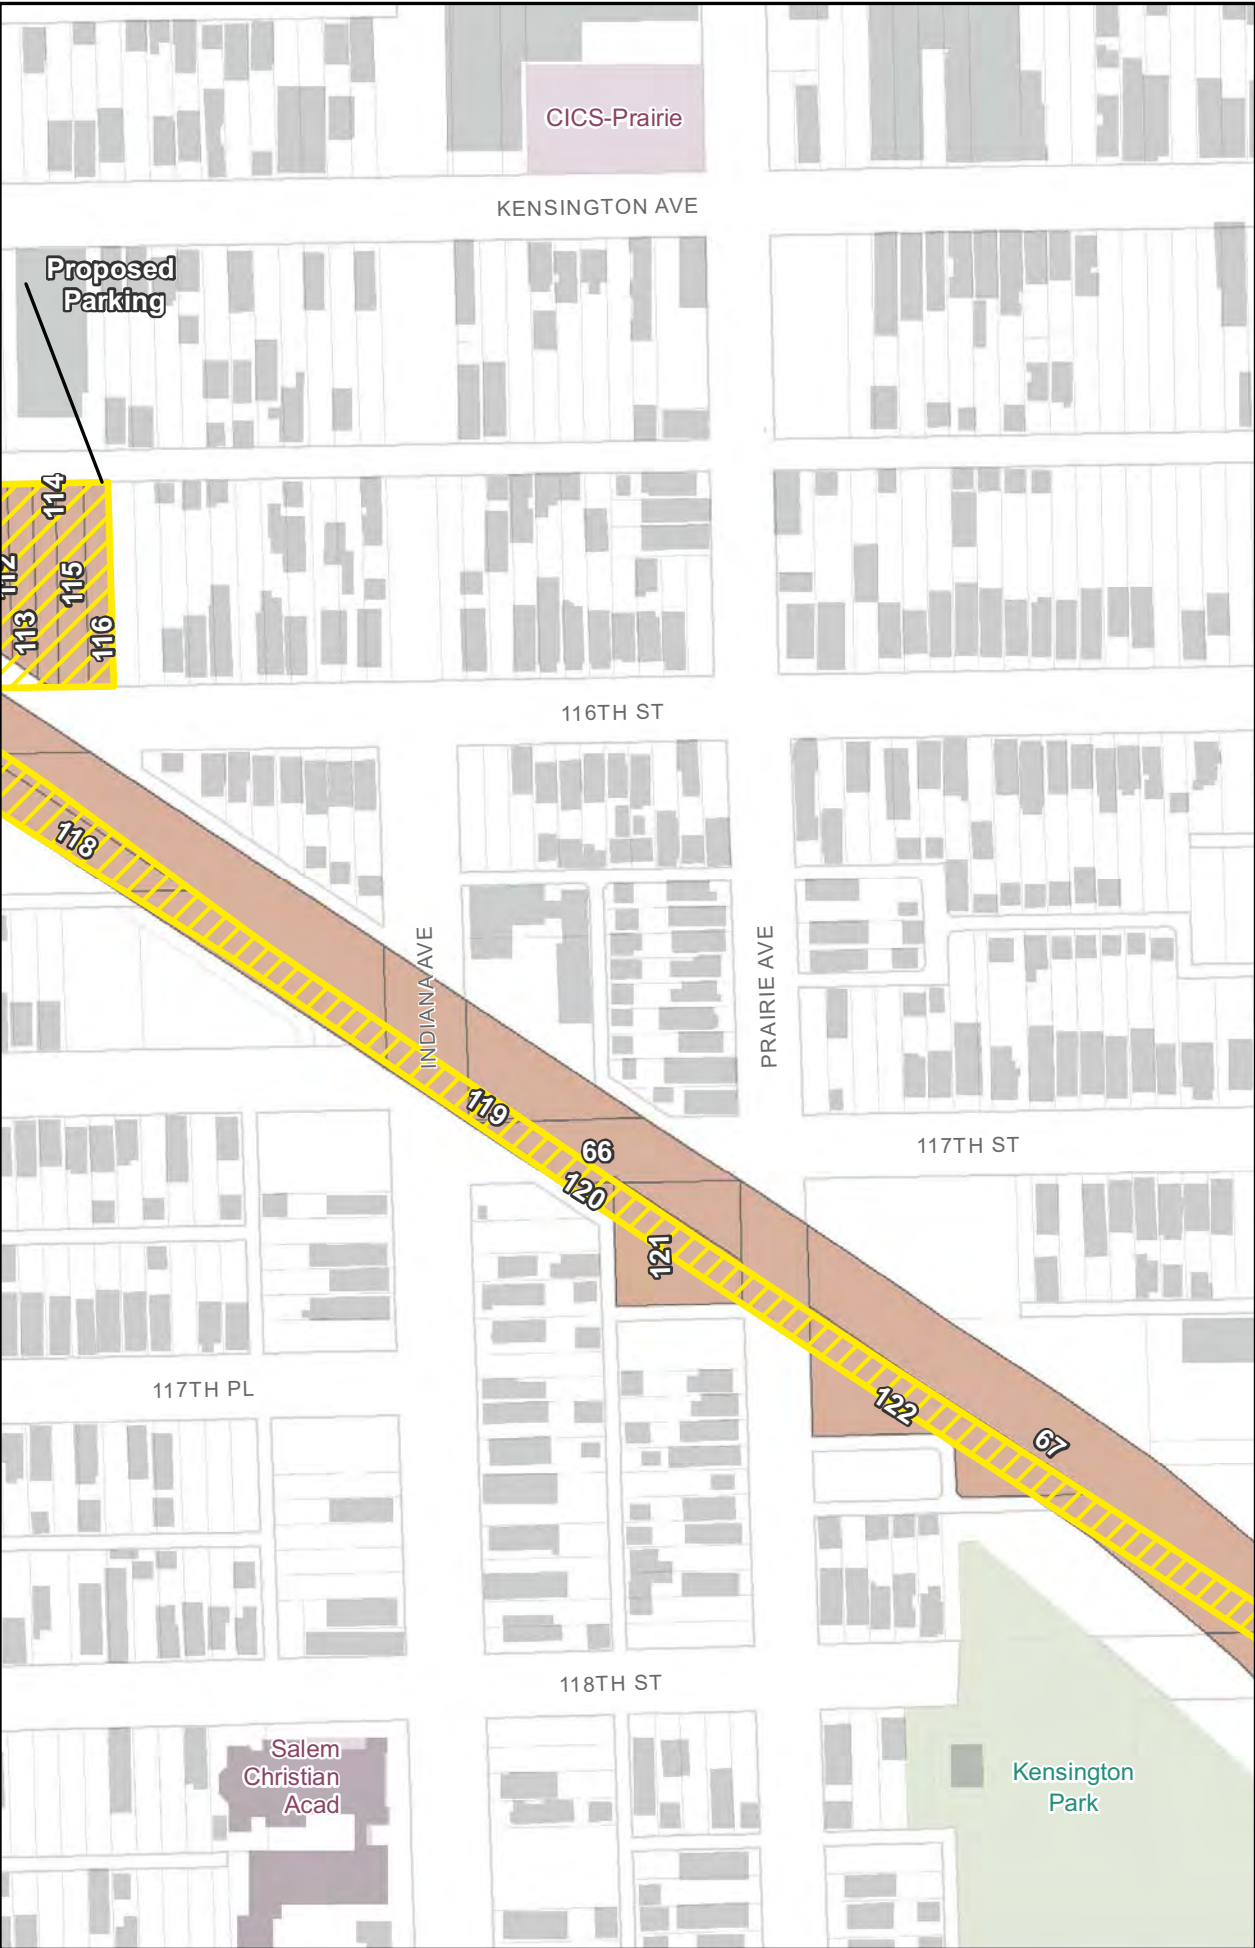 CICS-Prairie
KENSINGTON AVE
Proposed
Parking
114
115
113
116
116TH ST
118
INDIANA AVE
PRAIRIE AVE
119
66
117TH ST
120
121
117TH PL
122
67
118TH ST
Salem
Christian
Acad
Kensington
Park